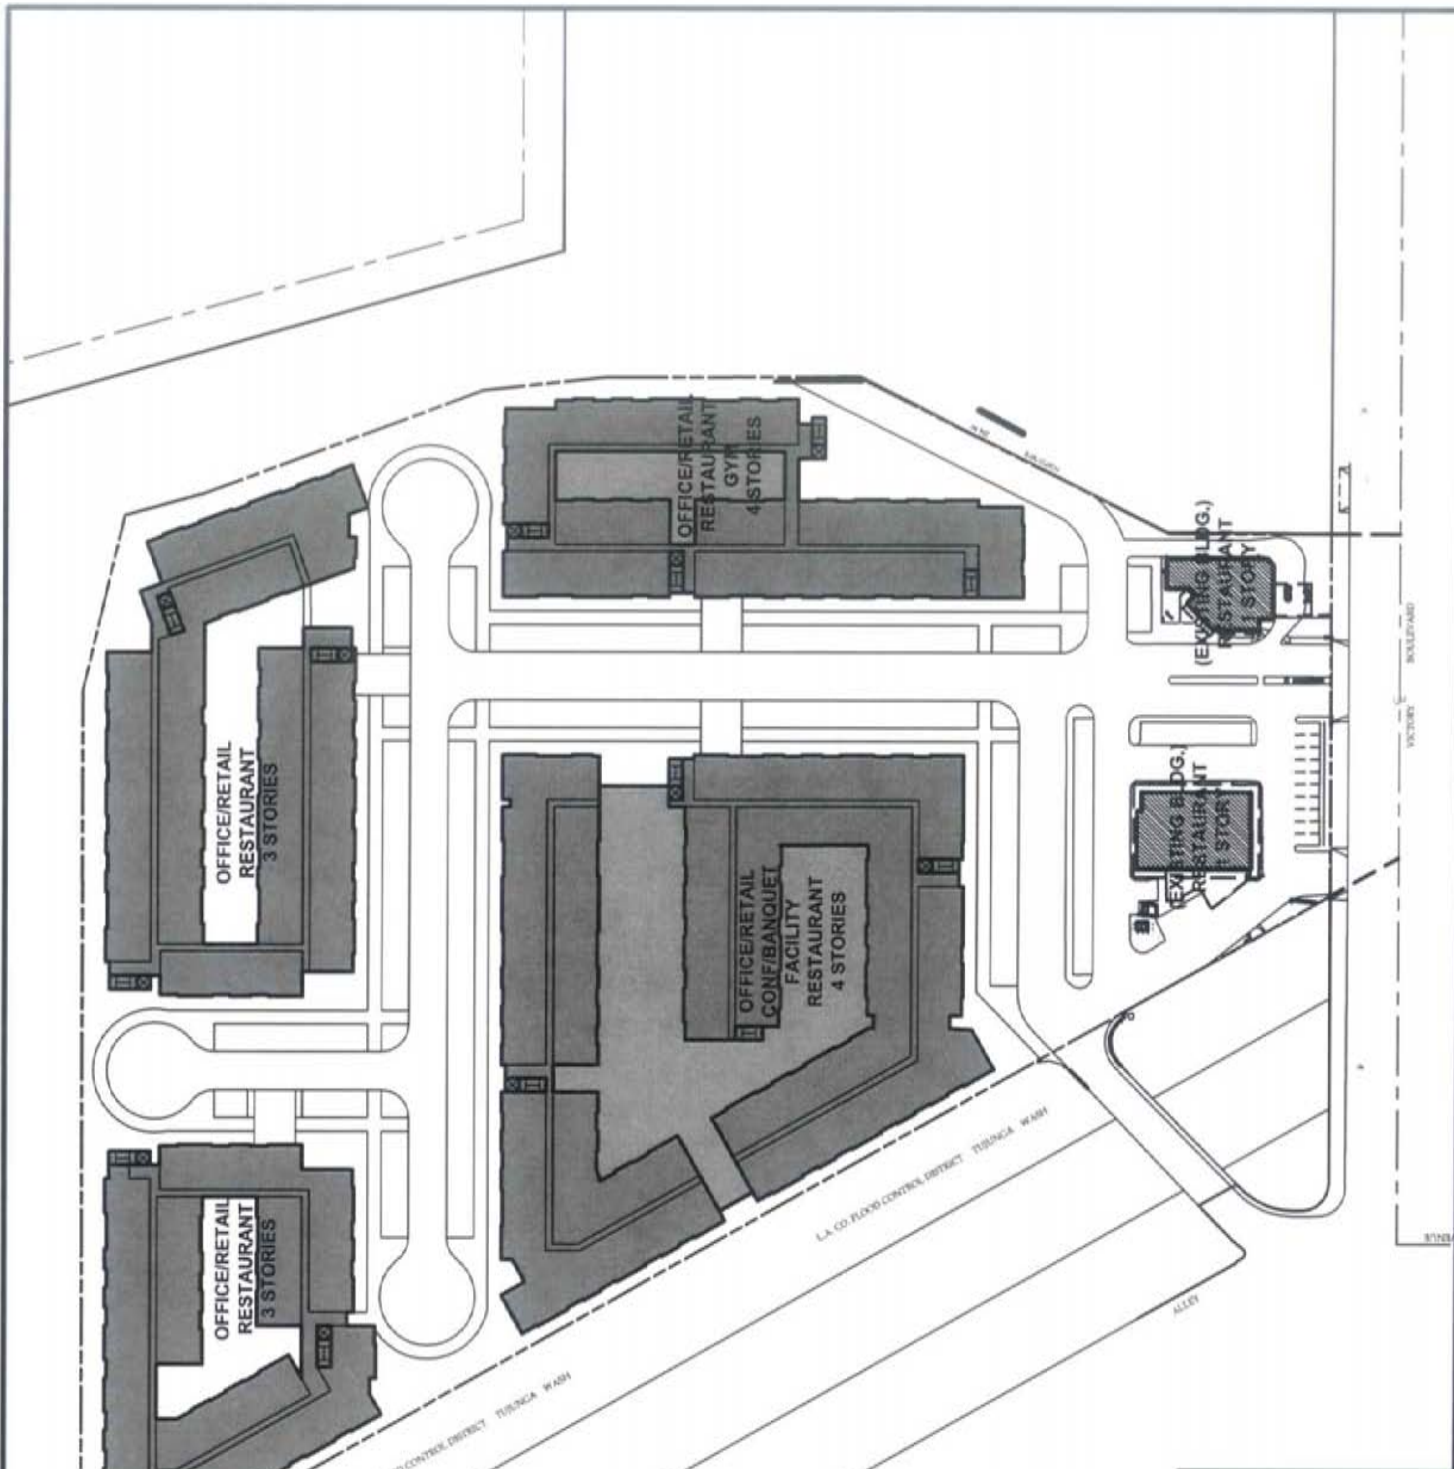 OFFICE/RETAIL
RESTAURANT
GYM
4 STORIES
(EXISTING BLDG.)
RESTAURANT
1 STORY
BOULEVARD
VICTORY
OFFICE/RETAIL
RESTAURANT
3 STORIES
(EXISTING BLDG.)
RESTAURANT
1 STORY
OFFICE/RETAIL
CONF/BANQUET
FACILITY
RESTAURANT
4 STORIES
L.A. CO. FLOOD CONTROL DISTRICT TUJUNGA WASH
OFFICE/RETAIL
RESTAURANT
3 STORIES
ALLEY
CONTROL DISTRICT TUJUNGA WASH